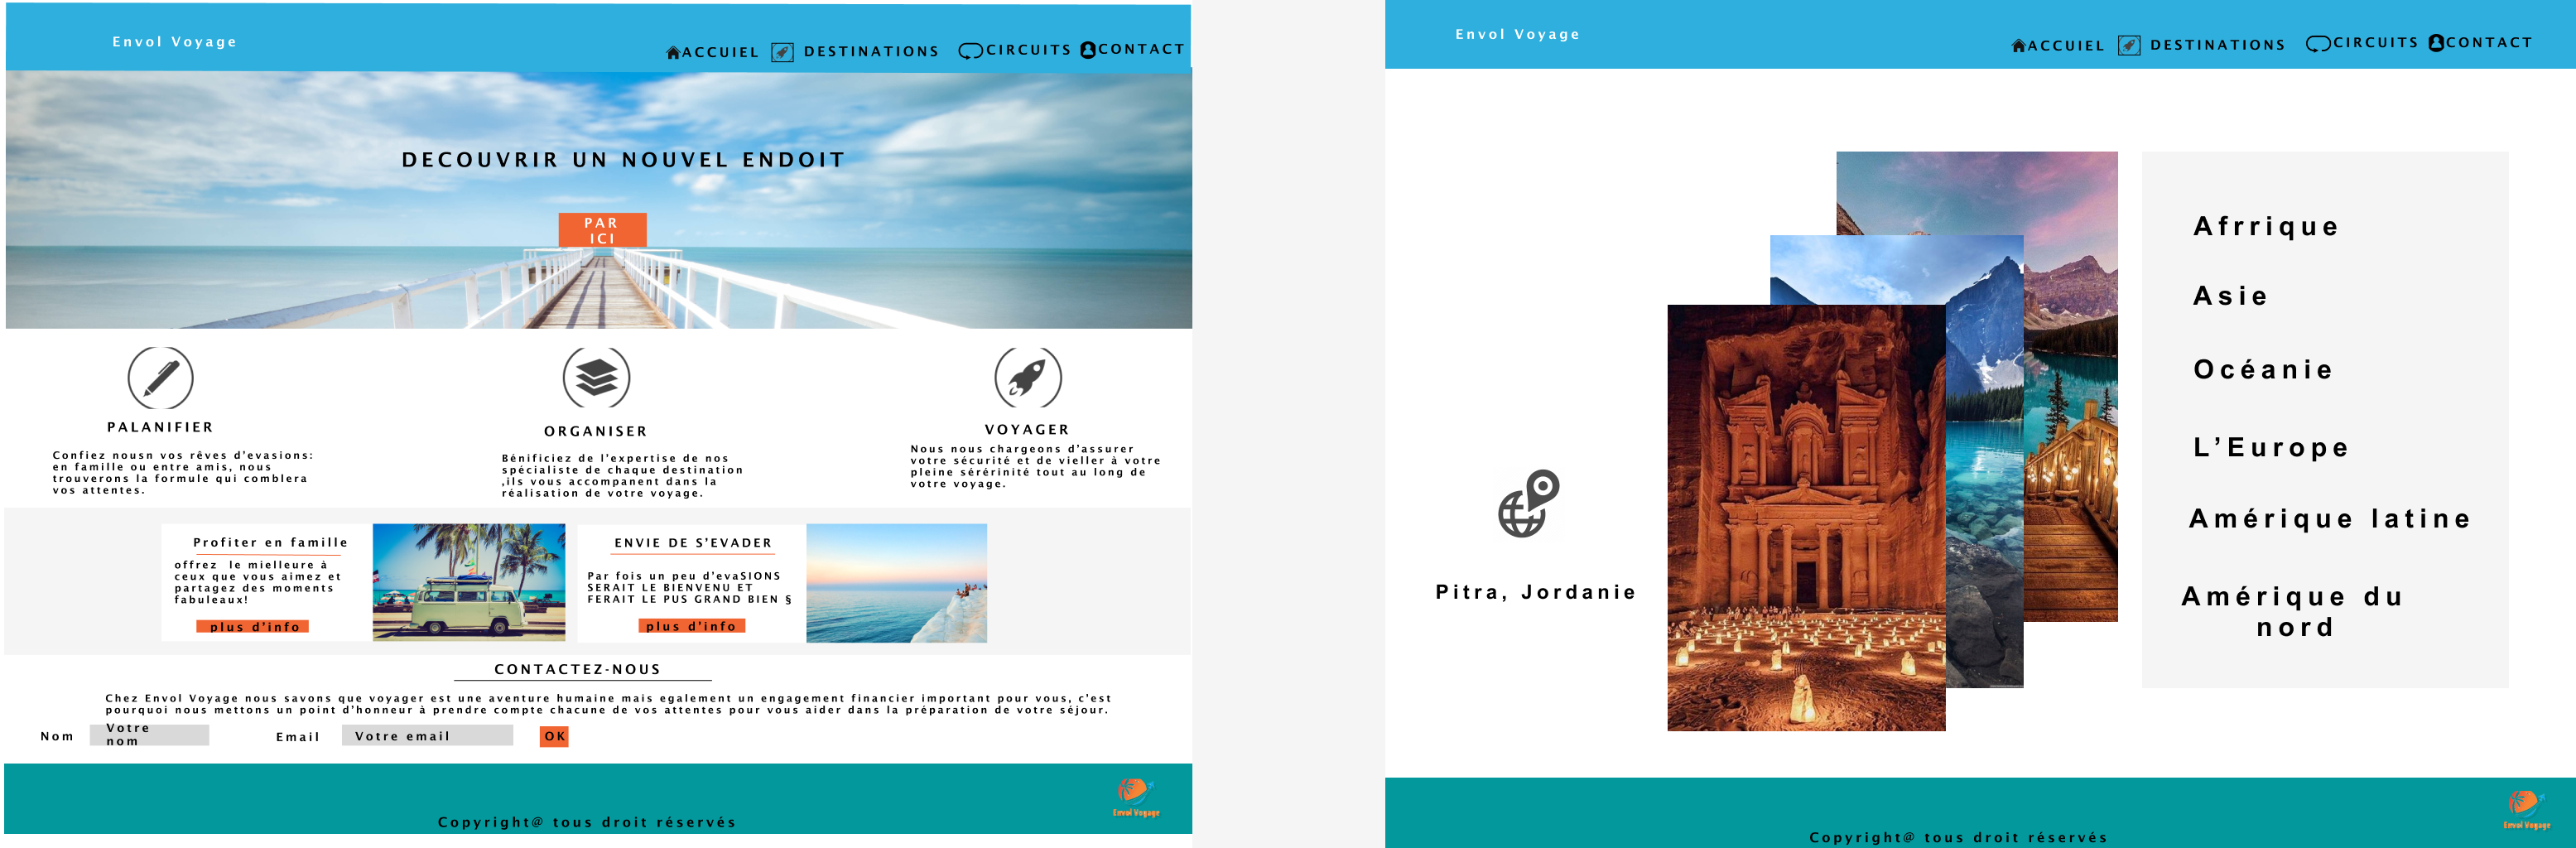 Envol Voyage
ACCUIEL DESTINATIONS CIRCUITS CONTACT
DECOUVRIR UN NOUVEL ENDOIT
PAR
ICI
PALANIFIER
Confiez nousn vos rêves d'evasions:
en famille ou entre amis, nous
trouverons la formule qui comblera
vos attentes.
ORGANISER
Bénificiez de l'expertise de nos
spécialiste de chaque destination
,ils vous accompanent dans la
réalisation de votre voyage.
VOYAGER
Nous nous chargeons d'assurer
votre sécurité et de vieller à votre
pleine sérérinité tout au long de
votre voyage.
Profiter en famille
offrez le mielleure à
ceux que vous aimez et
partagez des moments
fabuleaux!
plus d'info
ENVIE DE S'EVADER
Par fois un peu d'evaSIONS
SERAIT LE BIENVENU ET
FERAIT LE PUS GRAND BIEN §
plus d'info
CONTACTEZ-NOUS
Chez Envol Voyage nous savons que voyager est une aventure humaine mais egalement un engagement financier important pour vous, c'est
pourquoi nous mettons un point d'honneur à prendre compte chacune de vos attentes pour vous aider dans la préparation de votre séjour.
Nom
Votre
nom
Email
Votre email
OK
Envol Voyage
Copyright@ tous droit réservés
Envol Voyage
ACCUIEL DESTINATIONS CIRCUITS CONTACT
Pitra, Jordanie
Afrrique
Asie
Océanie
L'Europe
Amérique latine
Amérique du
nord
Envol Voyage
Copyright@ tous droit réservés